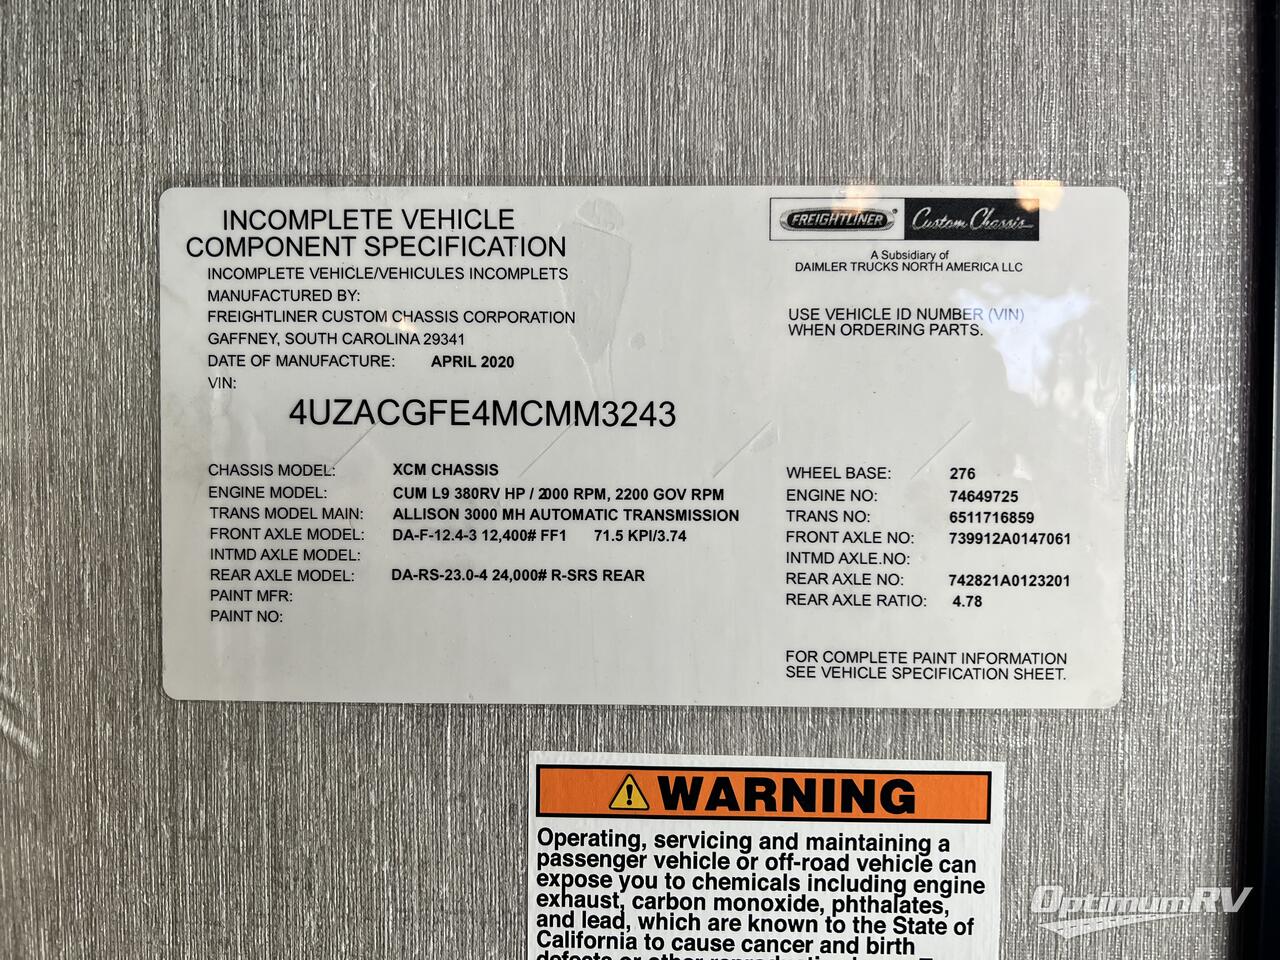 INCOMPLETE VEHICLE
COMPONENT SPECIFICATION
INCOMPLETE VEHICLE/VEHICULES INCOMPLETS
MANUFACTURED BY:
FREIGHTLINER CUSTOM CHASSIS CORPORATION
GAFFNEY, SOUTH CAROLINA 29341
DATE OF MANUFACTURE: APRIL 2020
VIN:
4UZACGFE4MCMM3243
FREIGHTLINER® Custom Chassis
A Subsidiary of
DAIMLER TRUCKS NORTH AMERICA LLC
USE VEHICLE ID NUMBER (VIN)
WHEN ORDERING PARTS.
CHASSIS MODEL: XCM CHASSIS
ENGINE MODEL: CUM L9 380RV HP / 2000 RPM, 2200 GOV RPM
TRANS MODEL MAIN: ALLISON 3000 MH AUTOMATIC TRANSMISSION
FRONT AXLE MODEL: DA-F-12.4-3 12,400# FF1 71.5 KPI/3.74
INTMD AXLE MODEL:
REAR AXLE MODEL: DA-RS-23.0-4 24,000# R-SRS REAR
PAINT MFR:
PAINT NO:
WHEEL BASE: 276
ENGINE NO: 74649725
TRANS NO: 6511716859
FRONT AXLE NO: 739912A0147061
INTMD AXLE.NO:
REAR AXLE NO: 742821A0123201
REAR AXLE RATIO: 4.78
FOR COMPLETE PAINT INFORMATION
SEE VEHICLE SPECIFICATION SHEET.
WARNING
Operating, servicing and maintaining a
passenger vehicle or off-road vehicle can
expose you to chemicals including engine
exhaust, carbon monoxide, phthalates,
and lead, which are known to the State of
California to cause cancer and birth
defects or other reproductive
OptimumRV